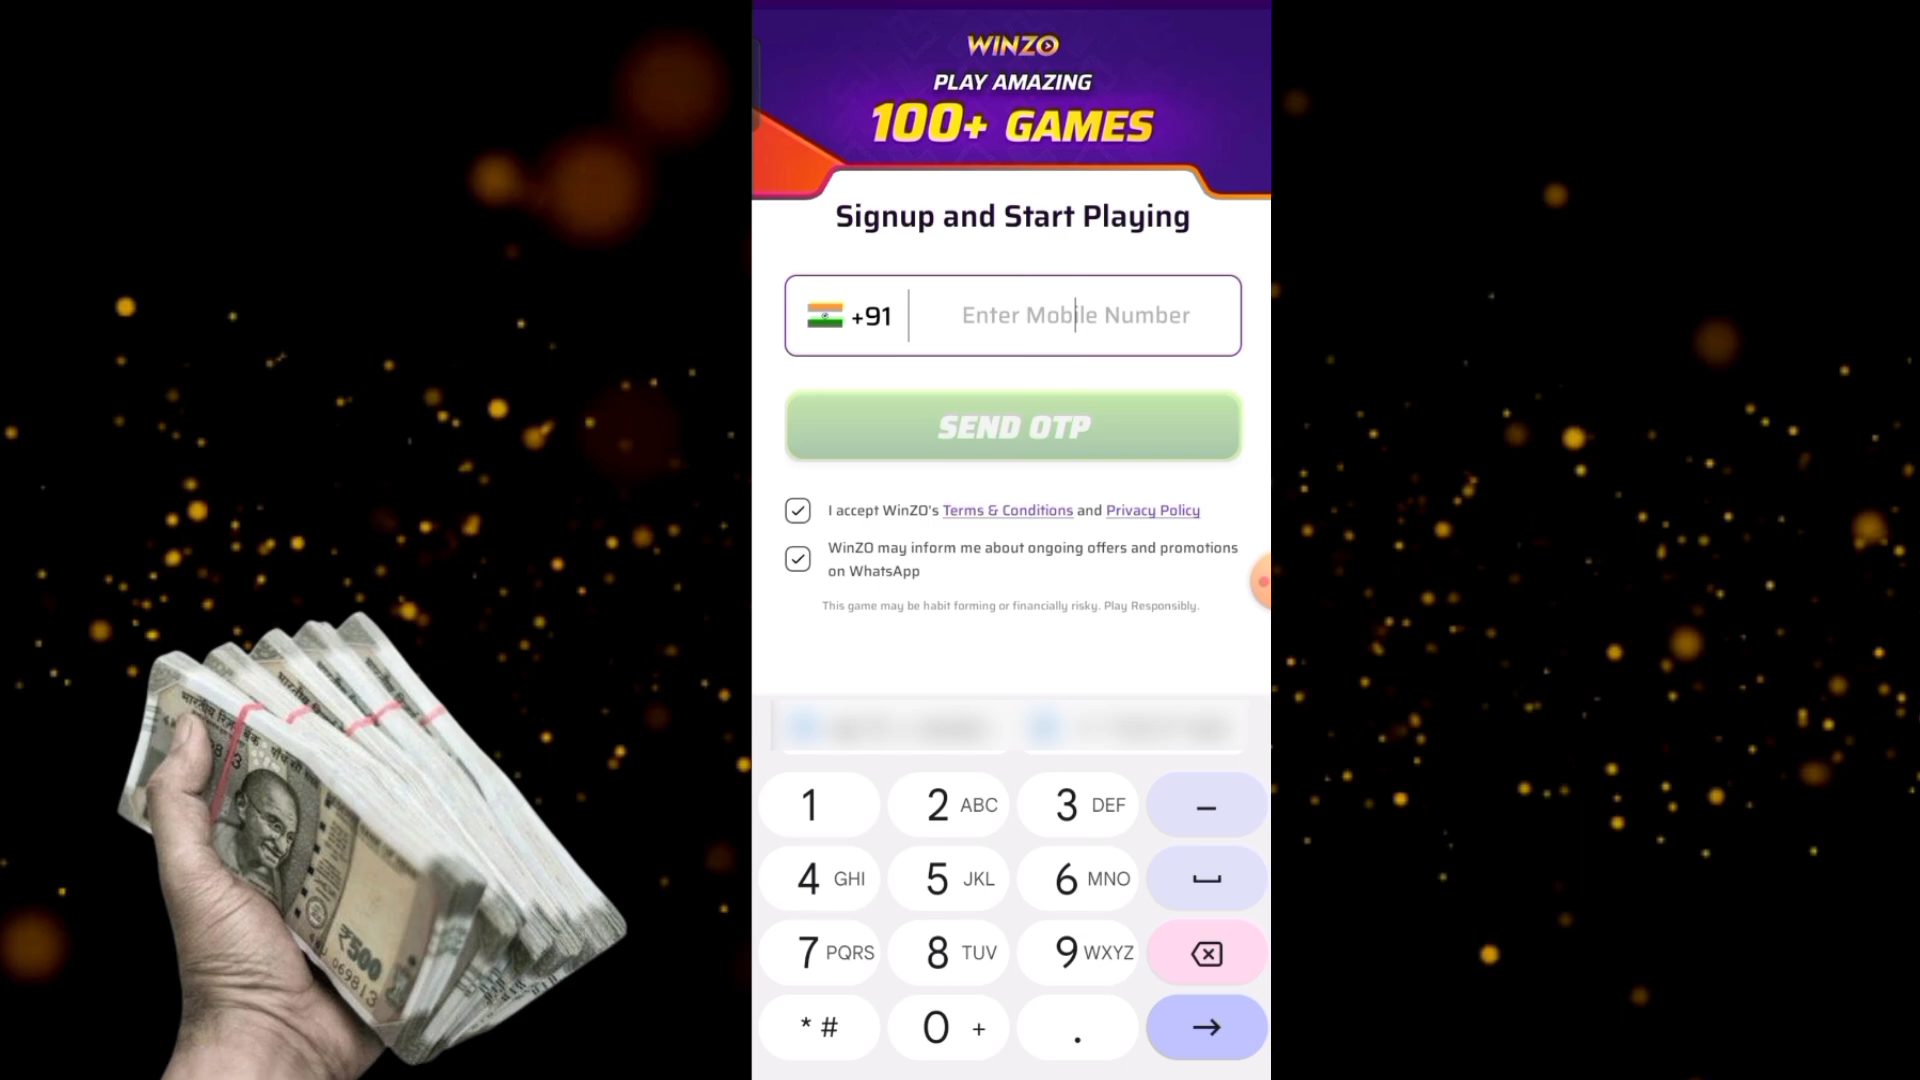 WINZO
PLAY AMAZING
100+ GAMES
Signup and Start Playing
+91
Enter Mobile Number
SEND OTP
I accept WinZO's Terms & Conditions and Privacy Policy
WinZO may inform me about ongoing offers and promotions
on WhatsApp
This game may be habit forming or financially risky. Play Responsibly.
1
2 ABC
3 DEF
–
4 GHI
5 JKL
6 MNO
7 PQRS
8 TUV
9 WXYZ
* #
0 +
.
₹500
069813